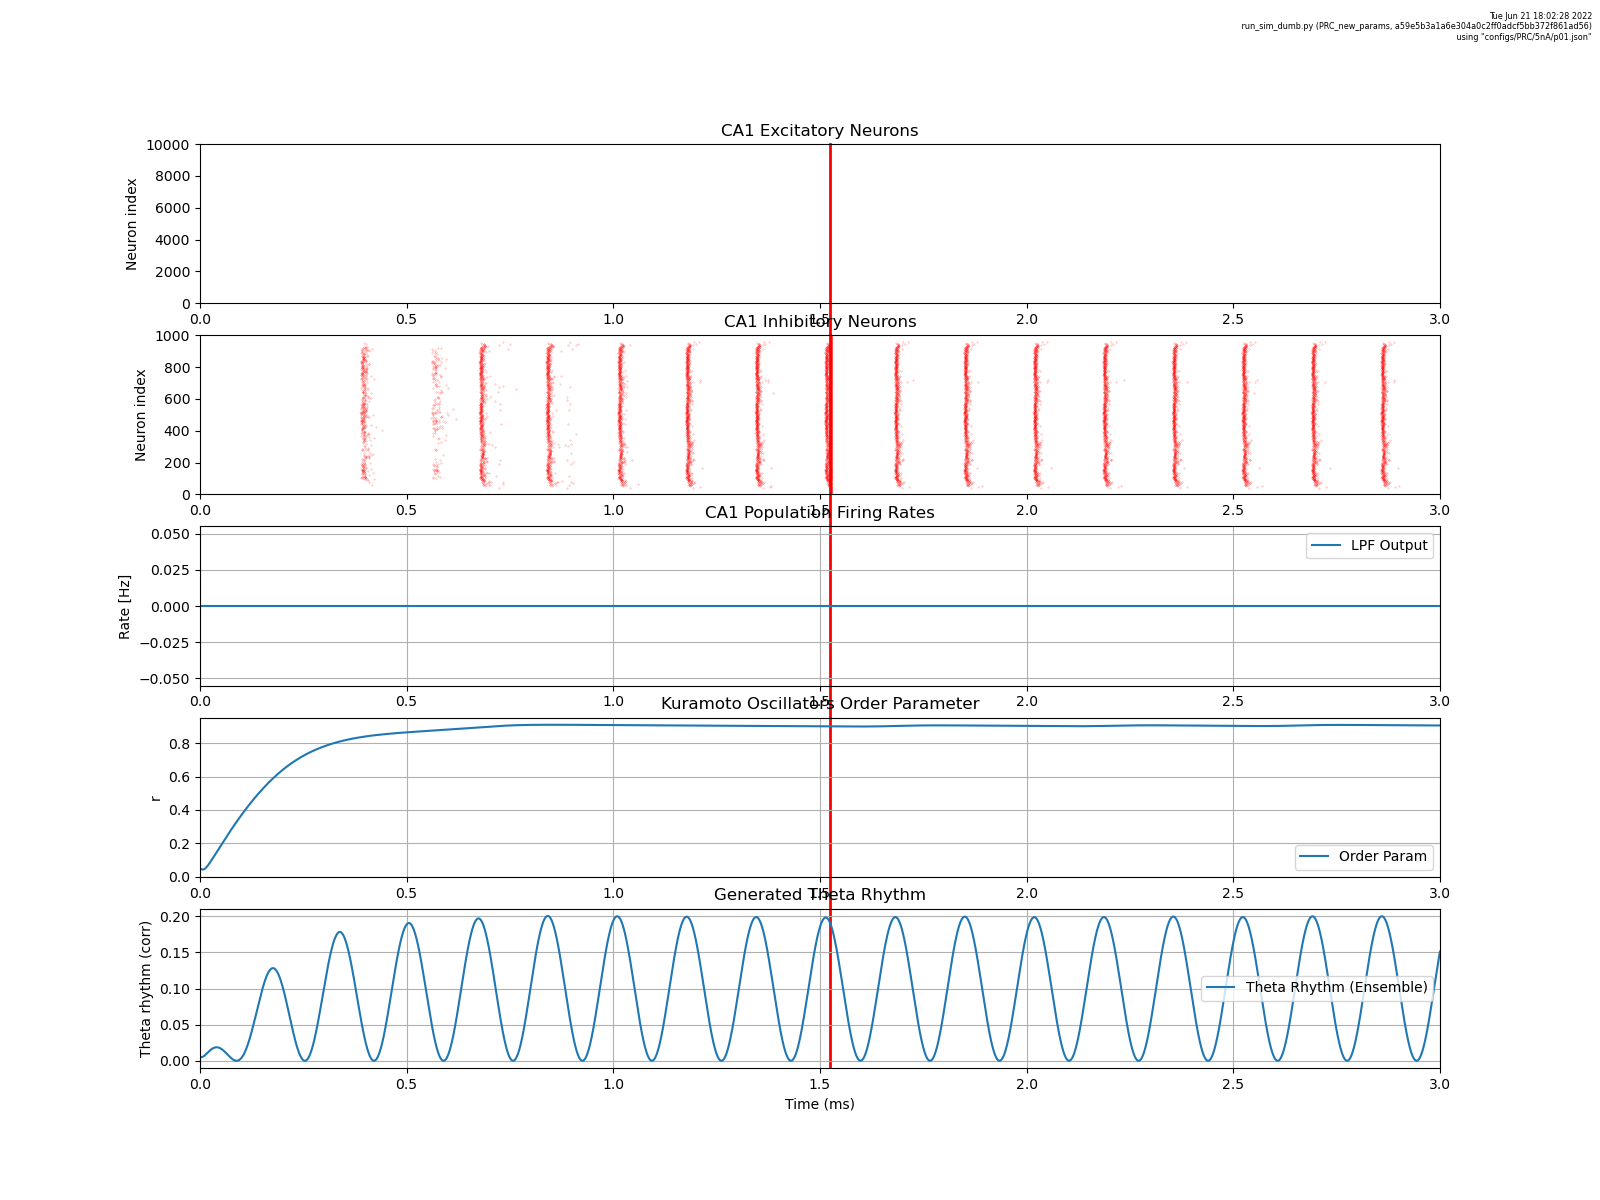 Tue Jun 21 18:02:28 2022
run_sim_dumb.py (PRC_new_params, a59e5b3a1a6e304a0c2ff0adcf5bb372f861ad56)
using "configs/PRC/5nA/p01.json"
CA1 Excitatory Neurons
10000
8000
6000
4000
2000
0
Neuron index
0.0 0.5 1.0 1.5 2.0 2.5 3.0
CA1 Inhibitory Neurons
1000
800
600
400
200
0
Neuron index
0.0 0.5 1.0 1.5 2.0 2.5 3.0
CA1 Population Firing Rates
0.050
0.025
0.000
−0.025
−0.050
Rate [Hz]
LPF Output
0.0 0.5 1.0 1.5 2.0 2.5 3.0
Kuramoto Oscillators Order Parameter
0.8
0.6
0.4
0.2
0.0
r
Order Param
0.0 0.5 1.0 1.5 2.0 2.5 3.0
Generated Theta Rhythm
0.20
0.15
0.10
0.05
0.00
Theta rhythm (corr)
Theta Rhythm (Ensemble)
0.0 0.5 1.0 1.5 2.0 2.5 3.0
Time (ms)